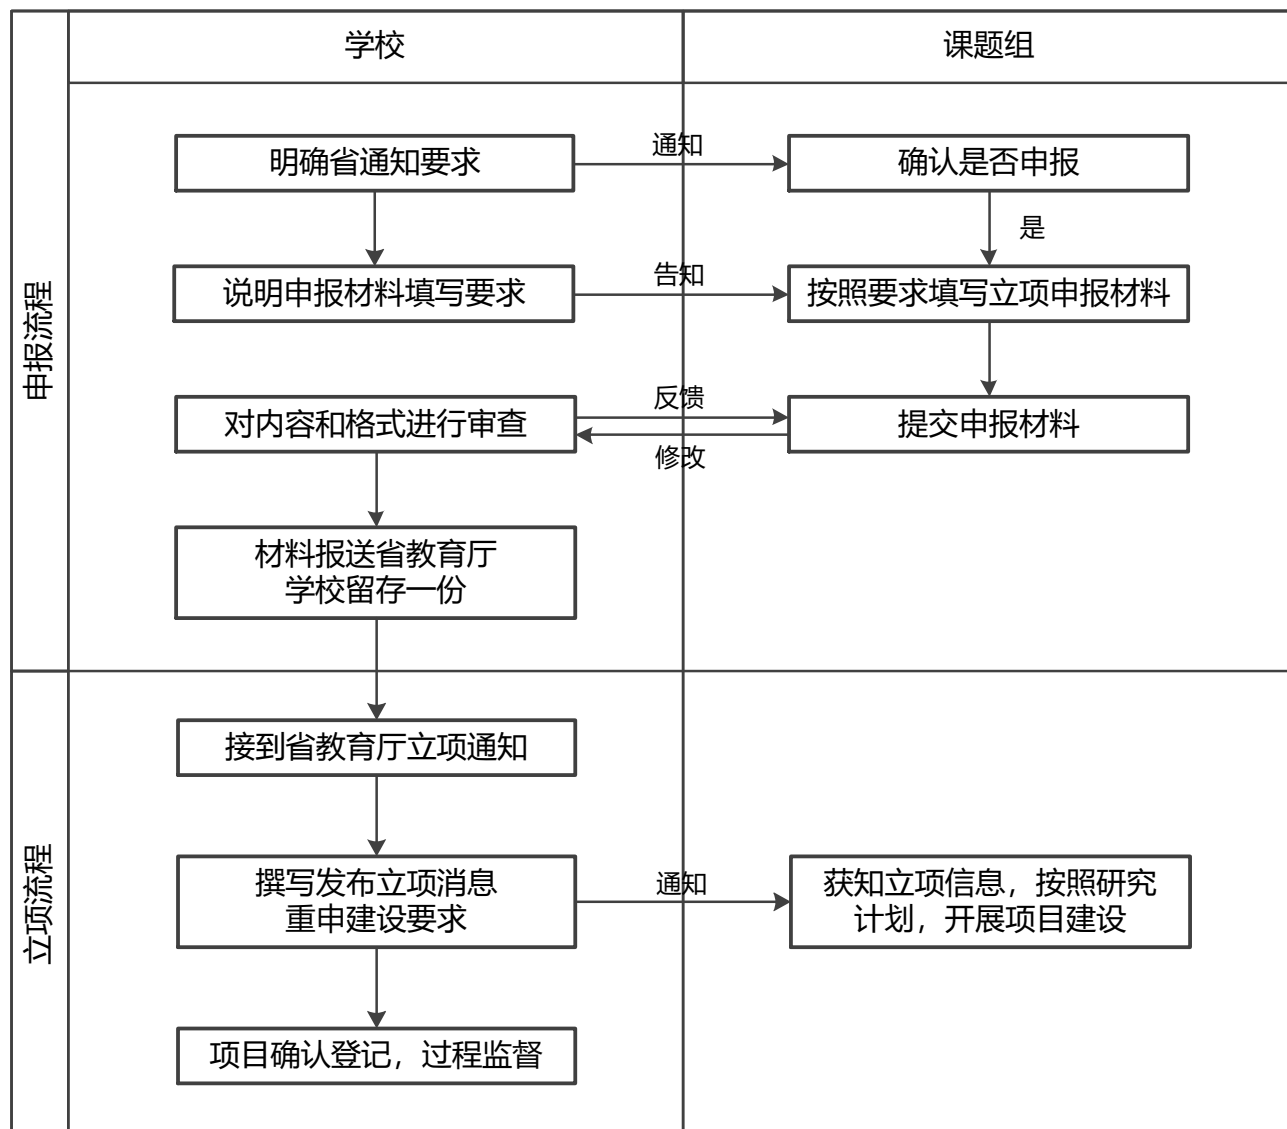 学校
课题组
申报流程
明确省通知要求
通知
确认是否申报
是
说明申报材料填写要求
告知
按照要求填写立项申报材料
对内容和格式进行审查
反馈
修改
提交申报材料
材料报送省教育厅
学校留存一份
立项流程
接到省教育厅立项通知
撰写发布立项消息
重申建设要求
通知
获知立项信息，按照研究
计划，开展项目建设
项目确认登记，过程监督